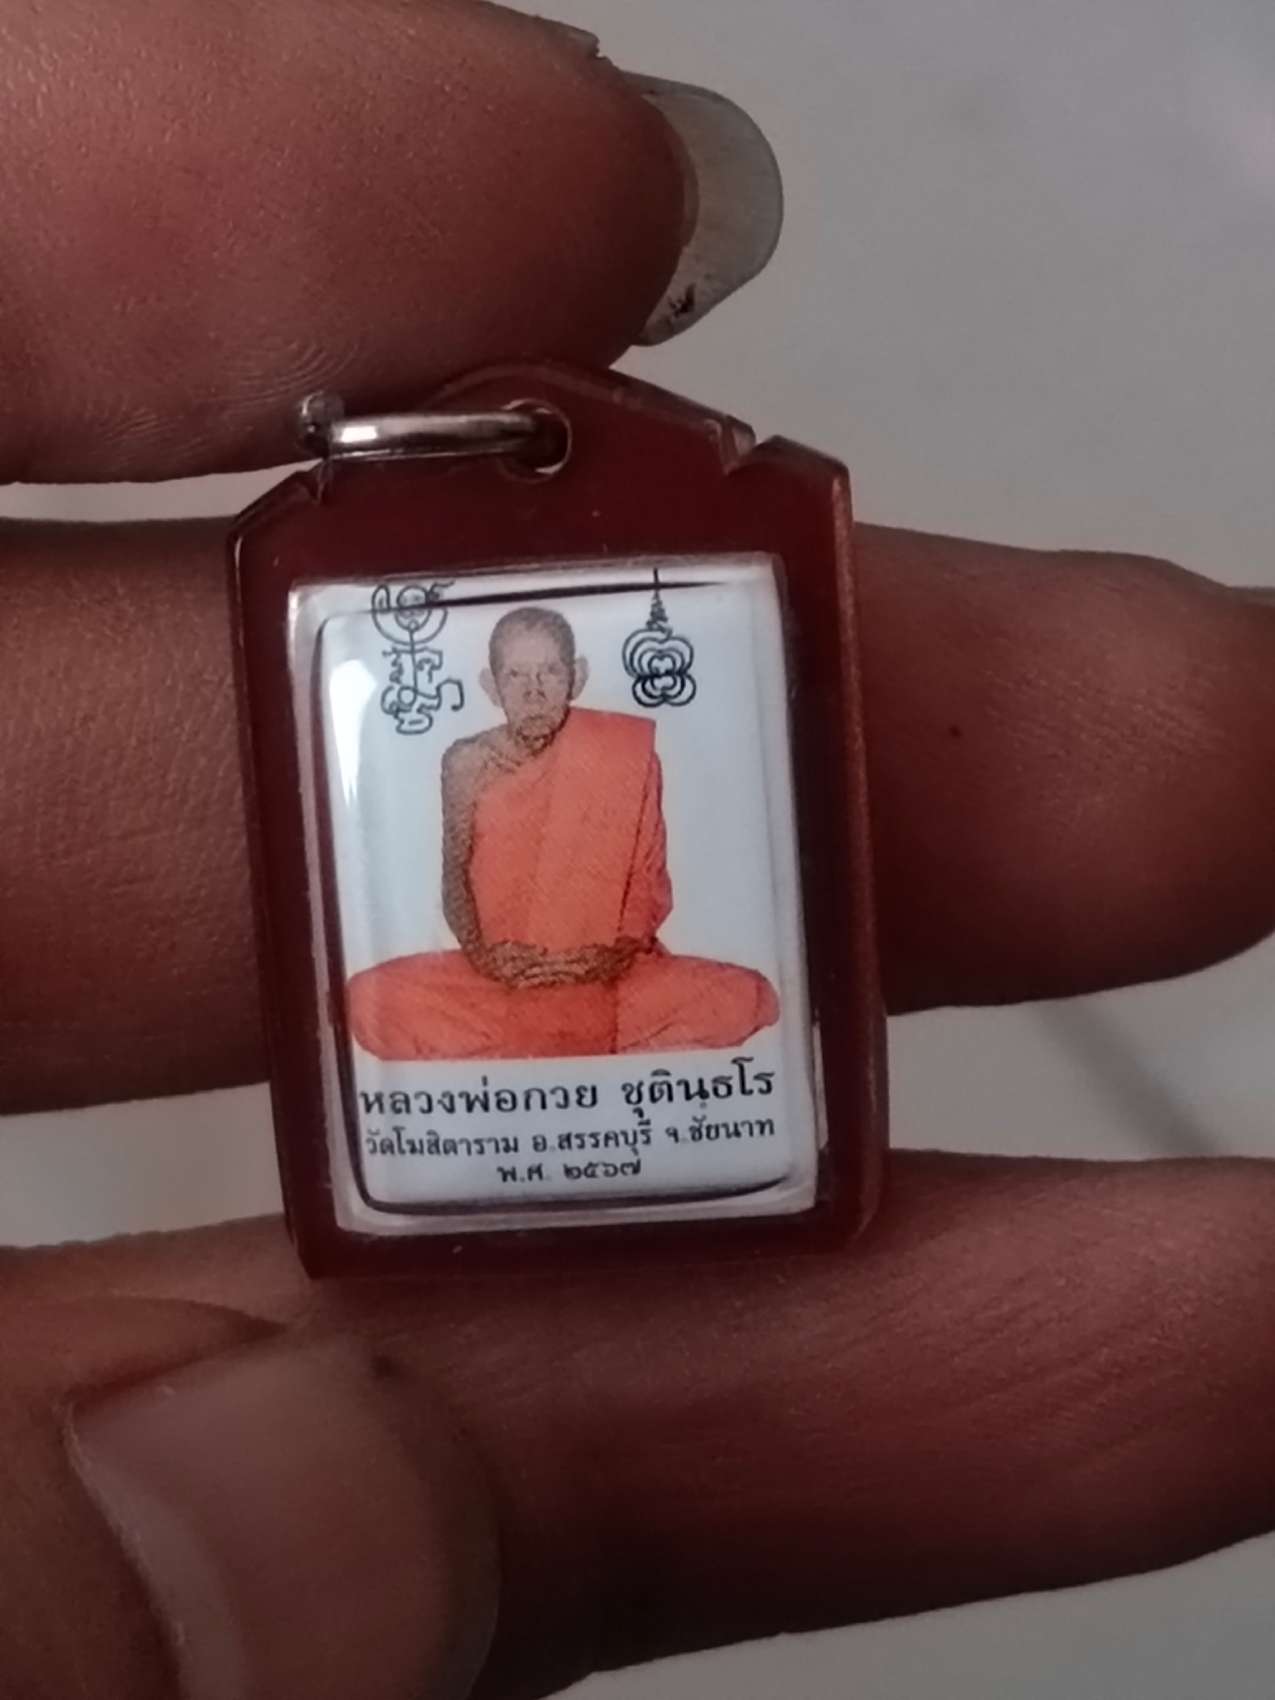 หลวงพ่อกวย ชุตินฺธโร
วัดโฆสิตาราม อ.สรรคบุรี จ.ชัยนาท
พ.ศ. ๒๕๖๗